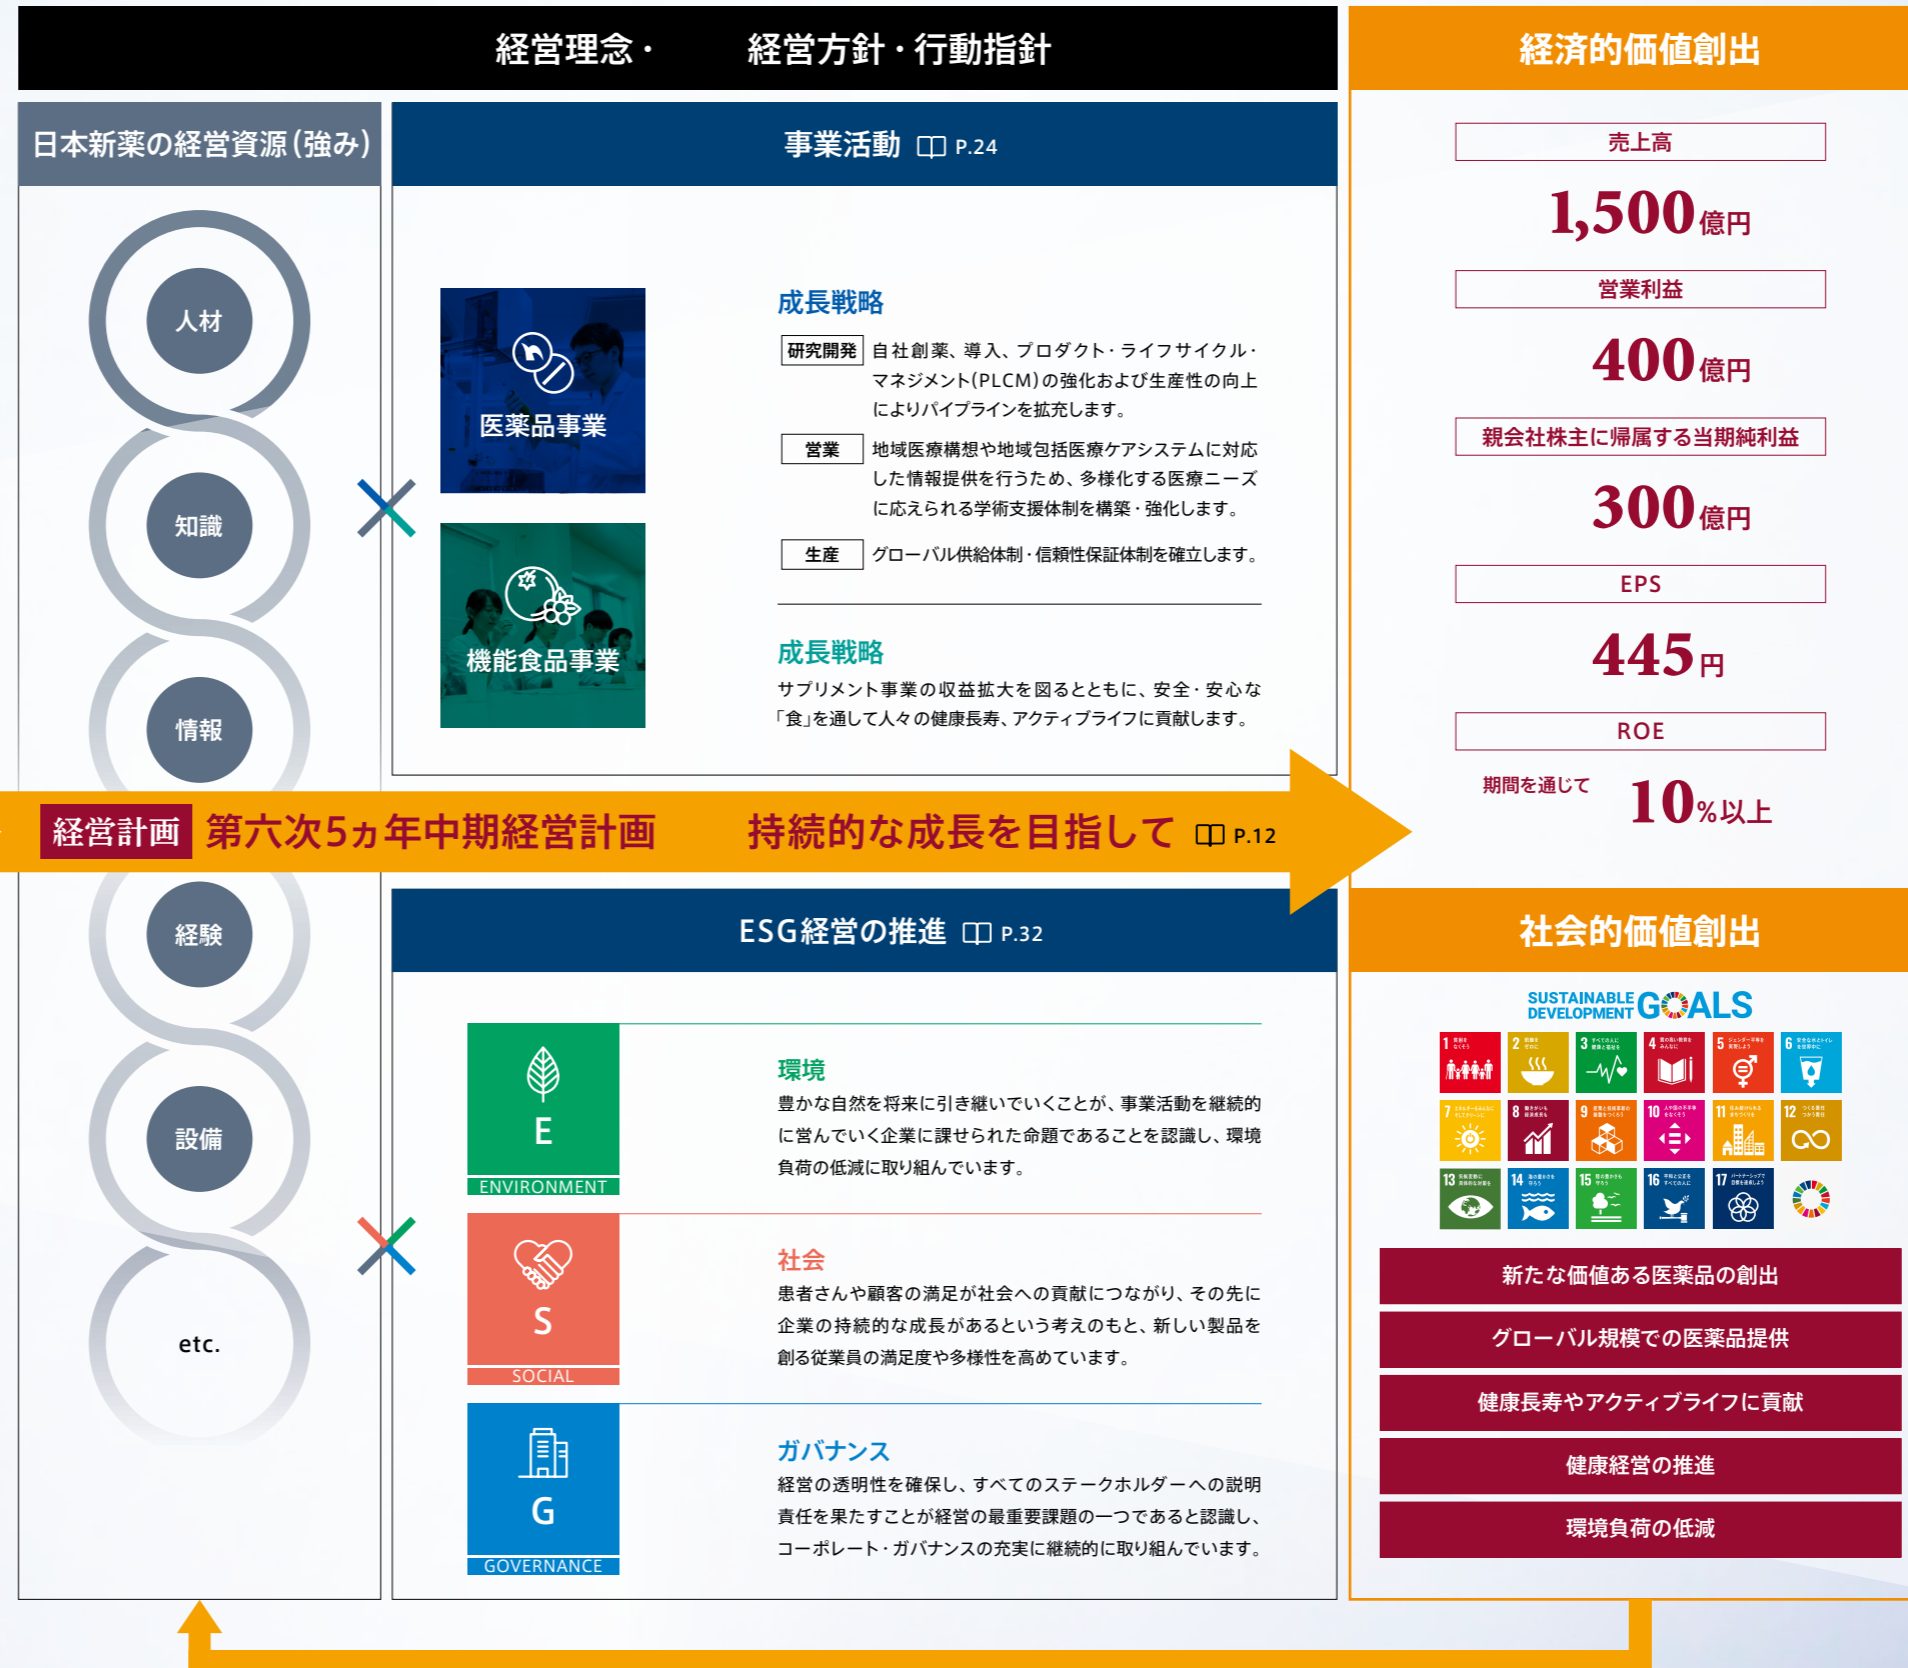 経営理念・ 経営方針・行動指針
日本新薬の経営資源(強み)
人材
知識
情報
経験
設備
etc.
事業活動 P.24
医薬品事業
成長戦略
研究開発 自社創薬、導入、プロダクト・ライフサイクル・
マネジメント(PLCM)の強化および生産性の向上
によりパイプラインを拡充します。
営業 地域医療構想や地域包括医療ケアシステムに対応
した情報提供を行うため、多様化する医療ニーズ
に応えられる学術支援体制を構築・強化します。
生産 グローバル供給体制・信頼性保証体制を確立します。
機能食品事業
成長戦略
サプリメント事業の収益拡大を図るとともに、安全・安心な
「食」を通して人々の健康長寿、アクティブライフに貢献します。
経営計画 第六次5ヵ年中期経営計画 持続的な成長を目指して P.12
ESG経営の推進 P.32
E
ENVIRONMENT
環境
豊かな自然を将来に引き継いでいくことが、事業活動を継続的
に営んでいく企業に課せられた命題であることを認識し、環境
負荷の低減に取り組んでいます。
S
SOCIAL
社会
患者さんや顧客の満足が社会への貢献につながり、その先に
企業の持続的な成長があるという考えのもと、新しい製品を
創る従業員の満足度や多様性を高めています。
G
GOVERNANCE
ガバナンス
経営の透明性を確保し、すべてのステークホルダーへの説明
責任を果たすことが経営の最重要課題の一つであると認識し、
コーポレート・ガバナンスの充実に継続的に取り組んでいます。
経済的価値創出
売上高
1,500億円
営業利益
400億円
親会社株主に帰属する当期純利益
300億円
EPS
445円
ROE
期間を通じて 10%以上
社会的価値創出
SUSTAINABLE
DEVELOPMENT GOALS
1 2 3 4 5 6
7 8 9 10 11 12
13 14 15 16 17
新たな価値ある医薬品の創出
グローバル規模での医薬品提供
健康長寿やアクティブライフに貢献
健康経営の推進
環境負荷の低減